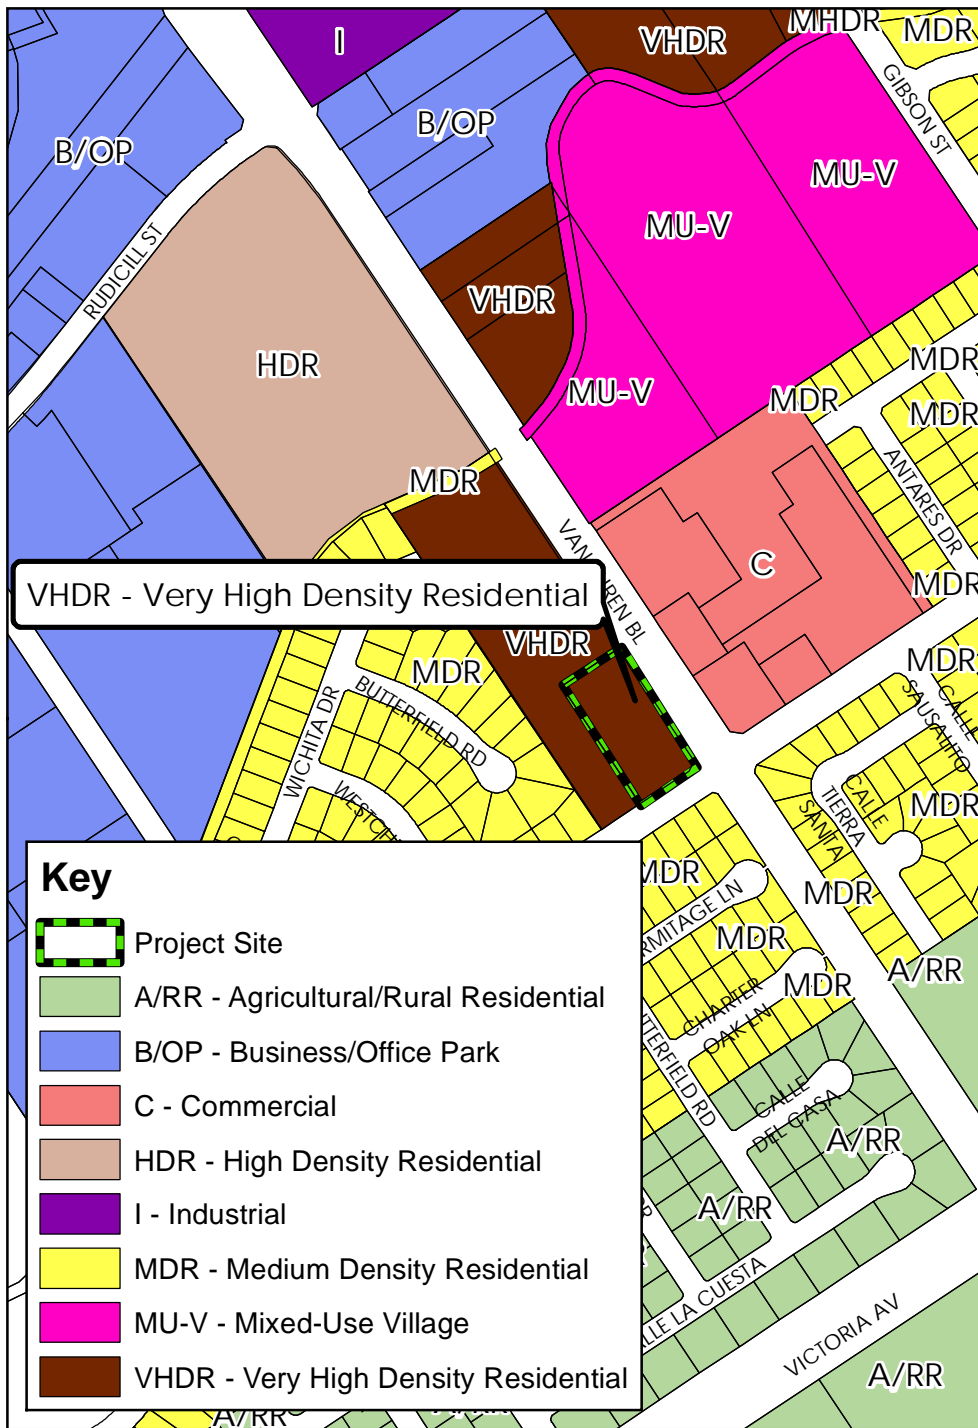 I
VHDR
MHDR
MDR
GIBSON ST
B/OP
B/OP
MU-V
MU-V
RUDICILL ST
VHDR
HDR
MU-V
MDR
MDR
MDR
MDR
ANTARES DR
C
MDR
VHDR - Very High Density Residential
VHDR
MDR
MDR
CALLE
SAUSALITO
BUTTERFIELD RD
WICHITA DR
CALLE
TIERRA
SANTA
MDR
MDR
MDR
MDR
MDR
A/RR
CHARTER
OAK LN
CALLE
DEL CASA
A/RR
A/RR
VICTORIA AV
A/RR
A/RR
Key
Project Site
A/RR - Agricultural/Rural Residential
B/OP - Business/Office Park
C - Commercial
HDR - High Density Residential
I - Industrial
MDR - Medium Density Residential
MU-V - Mixed-Use Village
VHDR - Very High Density Residential